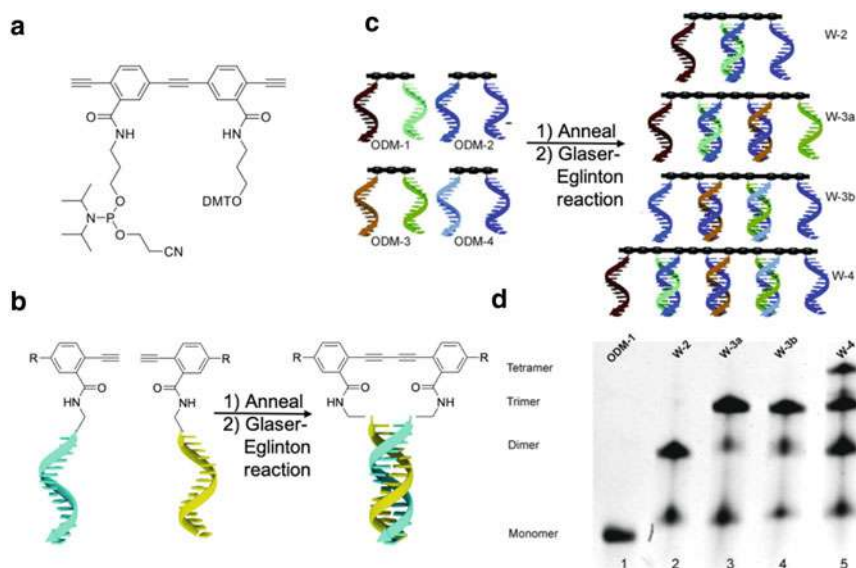 a
O
NH
O
HN
O
N
P
O
O
CN
DMTO
b
R
R
O
NH
O
HN
1) Anneal
2) Glaser-
Eglinton
reaction
R
R
O
NH
O
HN
c
ODM-1
ODM-2
ODM-3
ODM-4
1) Anneal
2) Glaser-
Eglinton
reaction
W-2
W-3a
W-3b
W-4
d
ODM-1
W-2
W-3a
W-3b
W-4
Tetramer
Trimer
Dimer
Monomer
1 2 3 4 5